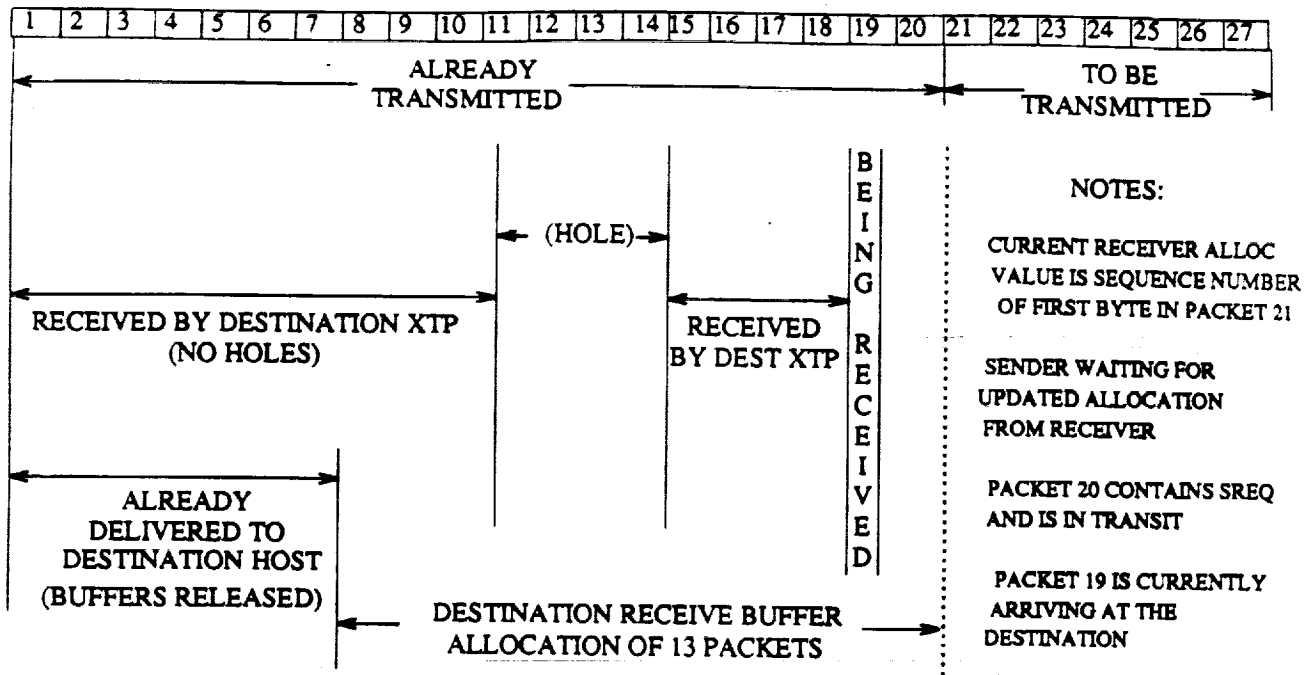 1 2 3 4 5 6 7 8 9 10 11 12 13 14 15 16 17 18 19 20 21 22 23 24 25 26 27
ALREADY
TRANSMITTED
TO BE
TRANSMITTED
(HOLE)
RECEIVED BY DESTINATION XTP
(NO HOLES)
RECEIVED
BY DEST XTP
BEING RECEIVED
ALREADY
DELIVERED TO
DESTINATION HOST
(BUFFERS RELEASED)
DESTINATION RECEIVE BUFFER
ALLOCATION OF 13 PACKETS
NOTES:
CURRENT RECEIVER ALLOC
VALUE IS SEQUENCE NUMBER
OF FIRST BYTE IN PACKET 21
SENDER WAITING FOR
UPDATED ALLOCATION
FROM RECEIVER
PACKET 20 CONTAINS SREQ
AND IS IN TRANSIT
PACKET 19 IS CURRENTLY
ARRIVING AT THE
DESTINATION